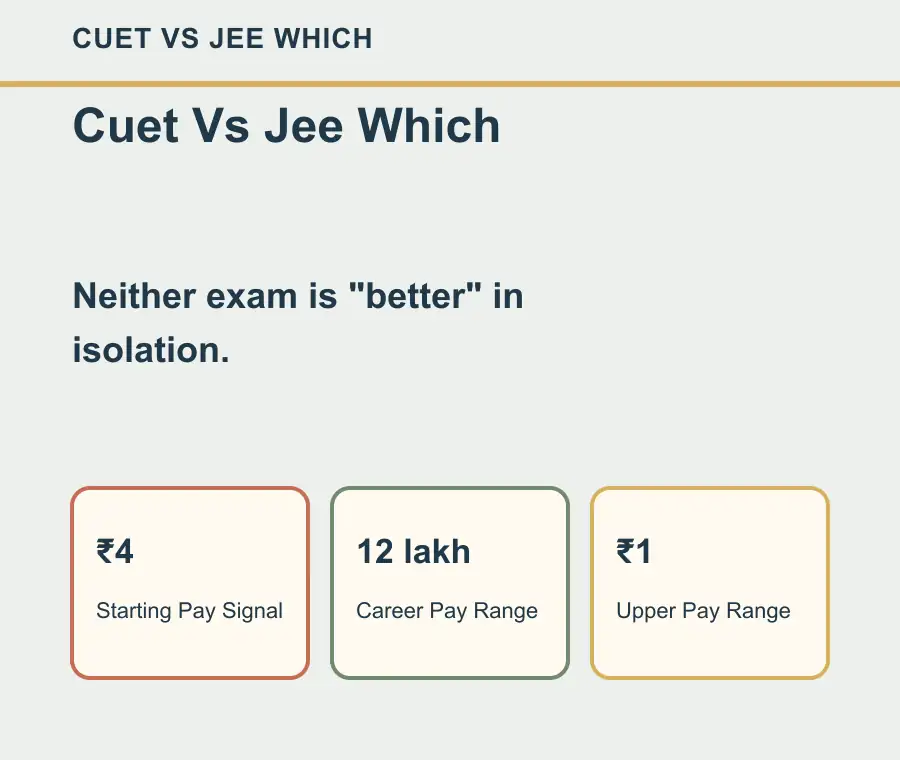 CUET VS JEE WHICH
Cuet Vs Jee Which
Neither exam is "better" in
isolation.
₹4
Starting Pay Signal
12 lakh
Career Pay Range
₹1
Upper Pay Range